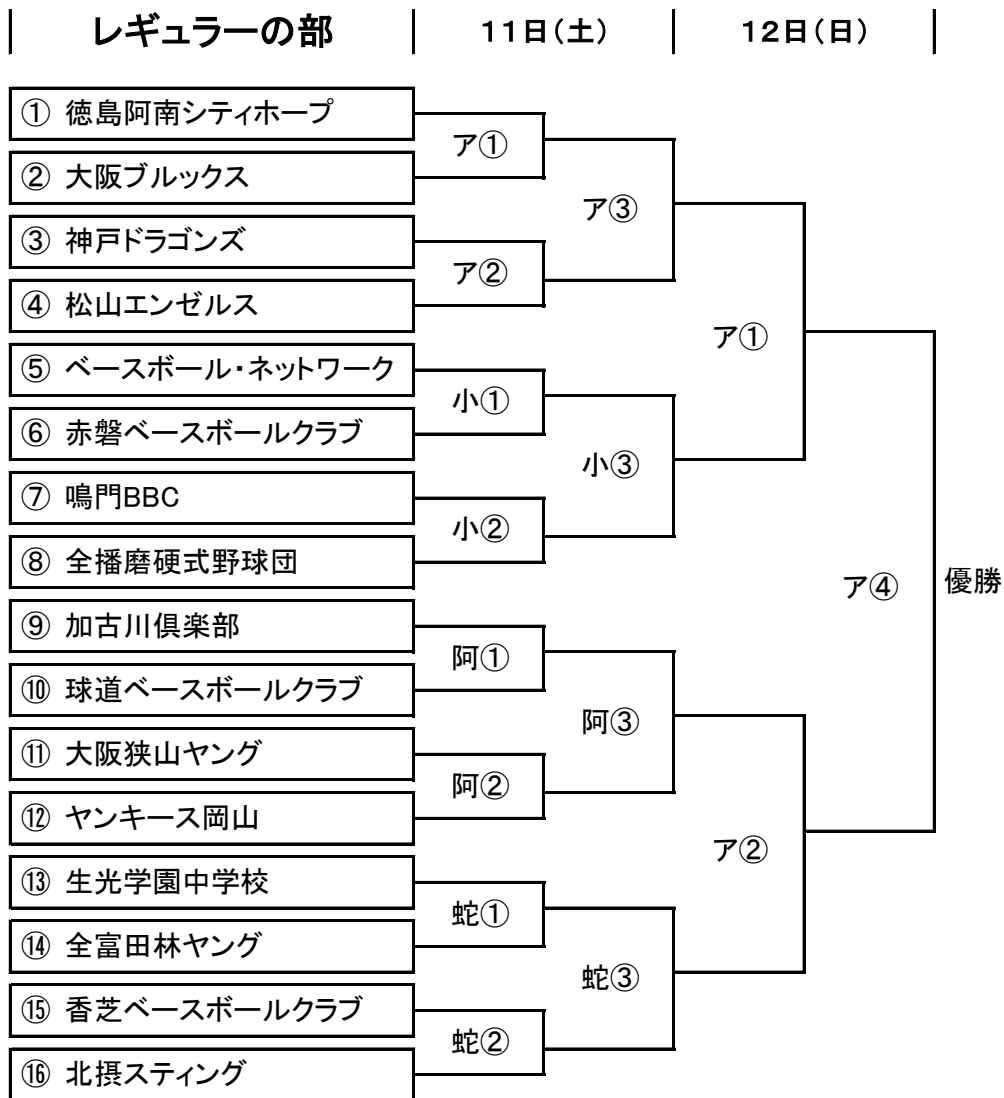 レギュラーの部 11日(土) 12日(日)
① 徳島阿南シティホープ
ア①
② 大阪ブルックス
ア③
③ 神戸ドラゴンズ
ア②
④ 松山エンゼルス
ア①
⑤ ベースボール・ネットワーク
小①
⑥ 赤磐ベースボールクラブ
小③
⑦ 鳴門BBC
小②
⑧ 全播磨硬式野球団
ア④ 優勝
⑨ 加古川倶楽部
阿①
⑩ 球道ベースボールクラブ
阿③
⑪ 大阪狭山ヤング
阿②
⑫ ヤンキース岡山
ア②
⑬ 生光学園中学校
蛇①
⑭ 全富田林ヤング
蛇③
⑮ 香芝ベースボールクラブ
蛇②
⑯ 北摂スティング